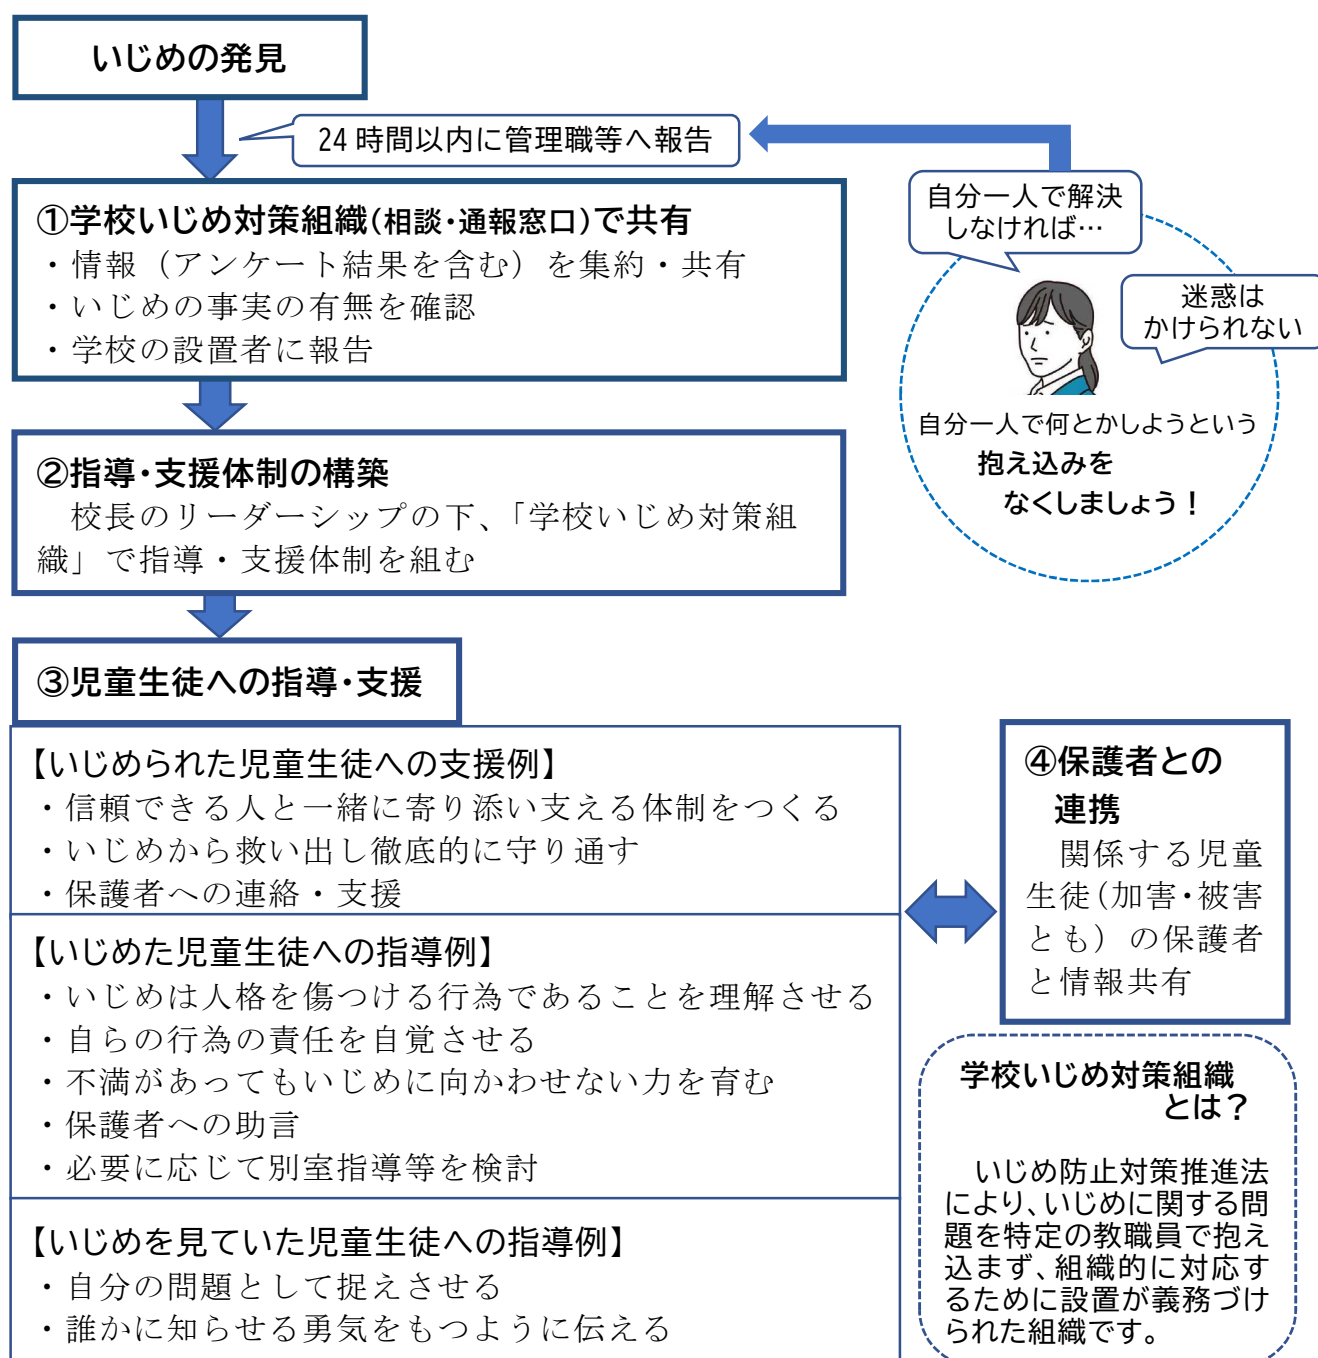 いじめの発見
24時間以内に管理職等へ報告
①学校いじめ対策組織(相談・通報窓口)で共有
・情報（アンケート結果を含む）を集約・共有
・いじめの事実の有無を確認
・学校の設置者に報告
自分一人で解決
しなければ…
迷惑は
かけられない
自分一人で何とかしようという
抱え込みを
なくしましょう！
②指導・支援体制の構築
校長のリーダーシップの下、「学校いじめ対策組
織」で指導・支援体制を組む
③児童生徒への指導・支援
【いじめられた児童生徒への支援例】
・信頼できる人と一緒に寄り添い支える体制をつくる
・いじめから救い出し徹底的に守り通す
・保護者への連絡・支援
【いじめた児童生徒への指導例】
・いじめは人格を傷つける行為であることを理解させる
・自らの行為の責任を自覚させる
・不満があってもいじめに向かわせない力を育む
・保護者への助言
・必要に応じて別室指導等を検討
【いじめを見ていた児童生徒への指導例】
・自分の問題として捉えさせる
・誰かに知らせる勇気をもつように伝える
④保護者との
連携
関係する児童
生徒(加害・被害
とも）の保護者
と情報共有
学校いじめ対策組織
とは？
いじめ防止対策推進法
により、いじめに関する問
題を特定の教職員で抱え
込まず、組織的に対応す
るために設置が義務づけ
られた組織です。